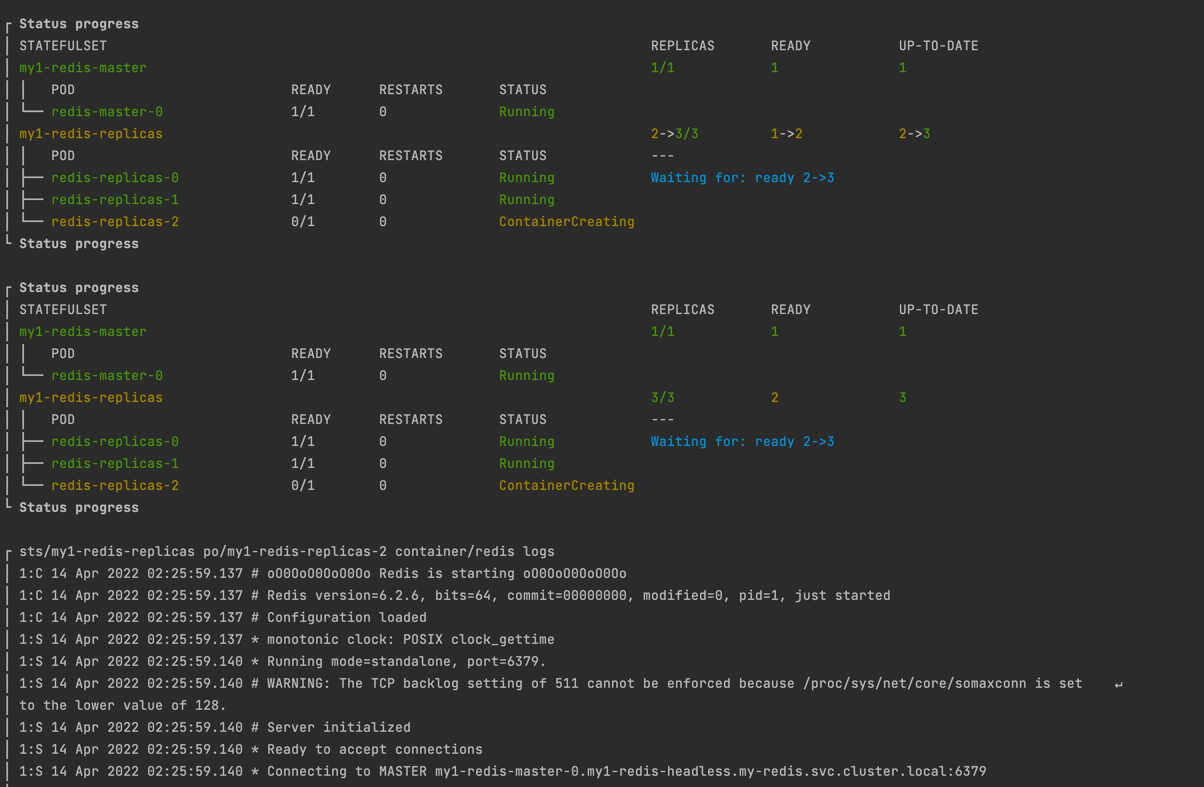 Status progress
STATEFULSET REPLICAS READY UP-TO-DATE
my1-redis-master 1/1 1 1
POD READY RESTARTS STATUS
redis-master-0 1/1 0 Running
my1-redis-replicas 2->3/3 1->2 2->3
POD READY RESTARTS STATUS ---
redis-replicas-0 1/1 0 Running Waiting for: ready 2->3
redis-replicas-1 1/1 0 Running
redis-replicas-2 0/1 0 ContainerCreating
Status progress
Status progress
STATEFULSET REPLICAS READY UP-TO-DATE
my1-redis-master 1/1 1 1
POD READY RESTARTS STATUS
redis-master-0 1/1 0 Running
my1-redis-replicas 3/3 2 3
POD READY RESTARTS STATUS ---
redis-replicas-0 1/1 0 Running Waiting for: ready 2->3
redis-replicas-1 1/1 0 Running
redis-replicas-2 0/1 0 ContainerCreating
Status progress
sts/my1-redis-replicas po/my1-redis-replicas-2 container/redis logs
1:C 14 Apr 2022 02:25:59.137 # oO0OoO0OoO0Oo Redis is starting oO0OoO0OoO0Oo
1:C 14 Apr 2022 02:25:59.137 # Redis version=6.2.6, bits=64, commit=00000000, modified=0, pid=1, just started
1:C 14 Apr 2022 02:25:59.137 # Configuration loaded
1:S 14 Apr 2022 02:25:59.137 * monotonic clock: POSIX clock_gettime
1:S 14 Apr 2022 02:25:59.140 * Running mode=standalone, port=6379.
1:S 14 Apr 2022 02:25:59.140 # WARNING: The TCP backlog setting of 511 cannot be enforced because /proc/sys/net/core/somaxconn is set ↵
to the lower value of 128.
1:S 14 Apr 2022 02:25:59.140 # Server initialized
1:S 14 Apr 2022 02:25:59.140 * Ready to accept connections
1:S 14 Apr 2022 02:25:59.140 * Connecting to MASTER my1-redis-master-0.my1-redis-headless.my-redis.svc.cluster.local:6379